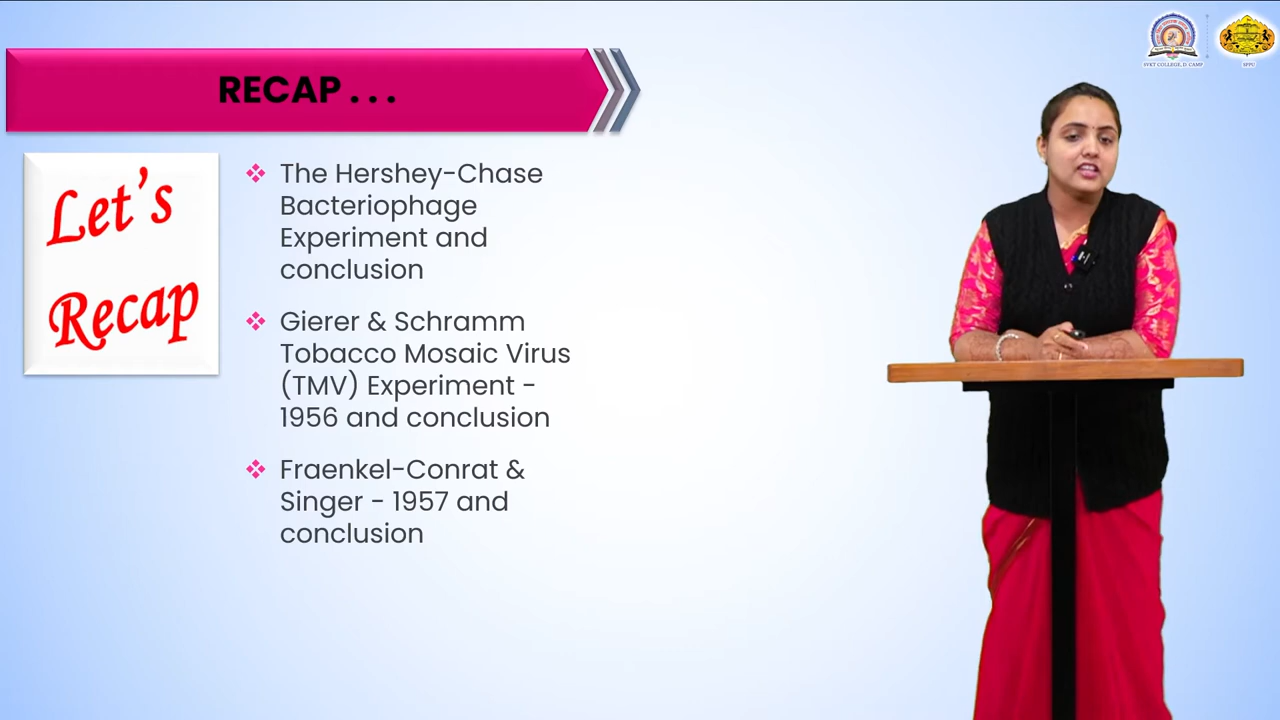 RECAP . . .
Let's
Recap
The Hershey-Chase
Bacteriophage
Experiment and
conclusion
Gierer & Schramm
Tobacco Mosaic Virus
(TMV) Experiment -
1956 and conclusion
Fraenkel-Conrat &
Singer - 1957 and
conclusion
SPPU